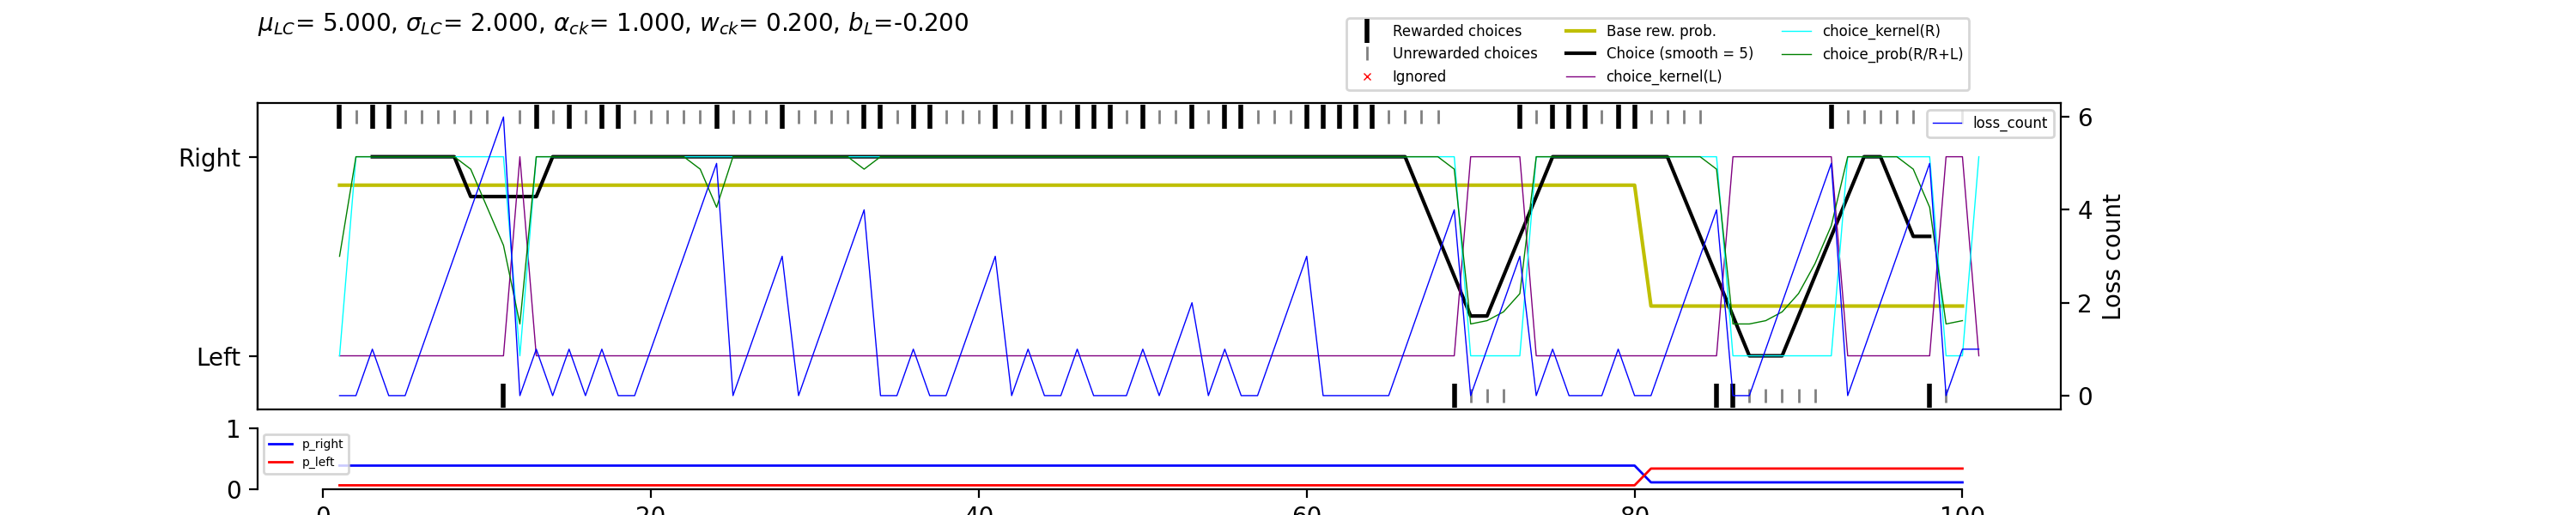 μLC= 5.000, σLC= 2.000, αck= 1.000, wck= 0.200, bL=-0.200
Rewarded choices
Unrewarded choices
Ignored
Base rew. prob.
Choice (smooth = 5)
choice_kernel(L)
choice_kernel(R)
choice_prob(R/R+L)
Right
Left
loss_count
6
4
2
0
Loss count
1
0
p_right
p_left
0 20 40 60 80 100